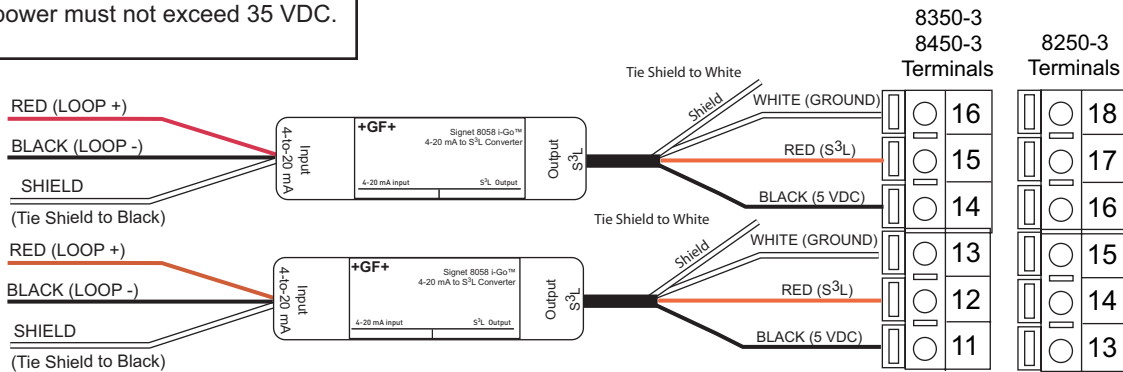 power must not exceed 35 VDC.
8350-3
8450-3
Terminals
8250-3
Terminals
RED (LOOP +)
BLACK (LOOP -)
SHIELD
(Tie Shield to Black)
4-to-20 mA
Input
+GF+
Signet 8058 i-Go™
4-20 mA to S³L Converter
4-20 mA input
S³L Output
Output
S³L
Tie Shield to White
Shield
WHITE (GROUND)
RED (S³L)
BLACK (5 VDC)
16
15
14
18
17
16
RED (LOOP +)
BLACK (LOOP -)
SHIELD
(Tie Shield to Black)
4-to-20 mA
Input
+GF+
Signet 8058 i-Go™
4-20 mA to S³L Converter
4-20 mA input
S³L Output
Output
S³L
Tie Shield to White
Shield
WHITE (GROUND)
RED (S³L)
BLACK (5 VDC)
13
12
11
15
14
13